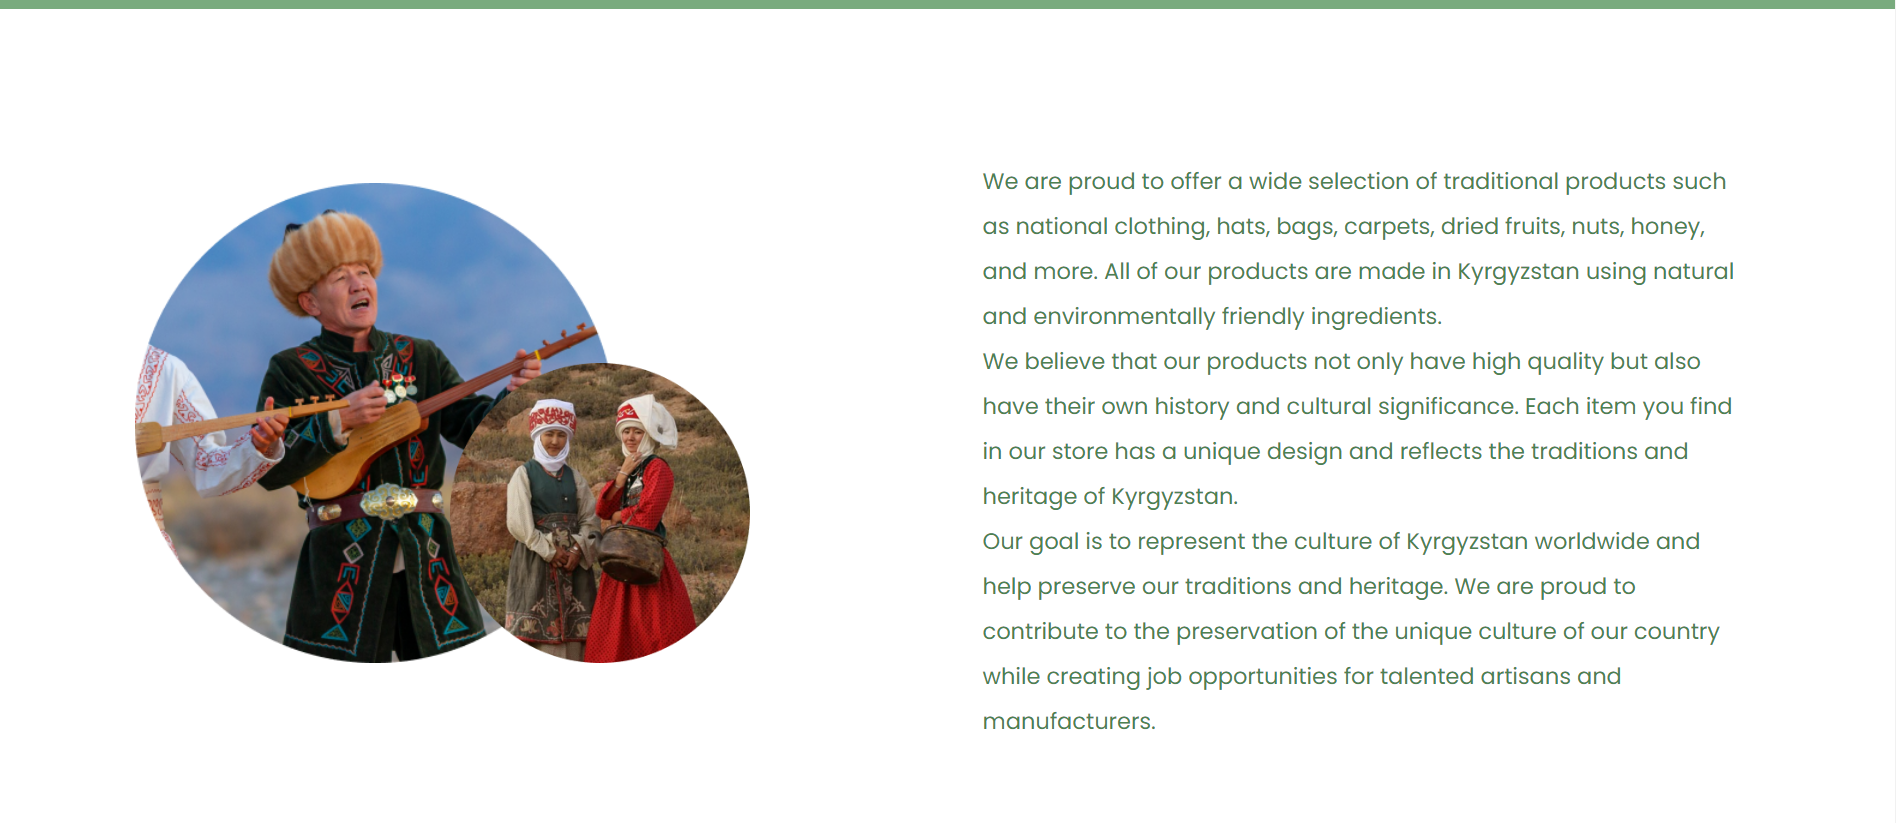 We are proud to offer a wide selection of traditional products such
as national clothing, hats, bags, carpets, dried fruits, nuts, honey,
and more. All of our products are made in Kyrgyzstan using natural
and environmentally friendly ingredients.
We believe that our products not only have high quality but also
have their own history and cultural significance. Each item you find
in our store has a unique design and reflects the traditions and
heritage of Kyrgyzstan.
Our goal is to represent the culture of Kyrgyzstan worldwide and
help preserve our traditions and heritage. We are proud to
contribute to the preservation of the unique culture of our country
while creating job opportunities for talented artisans and
manufacturers.